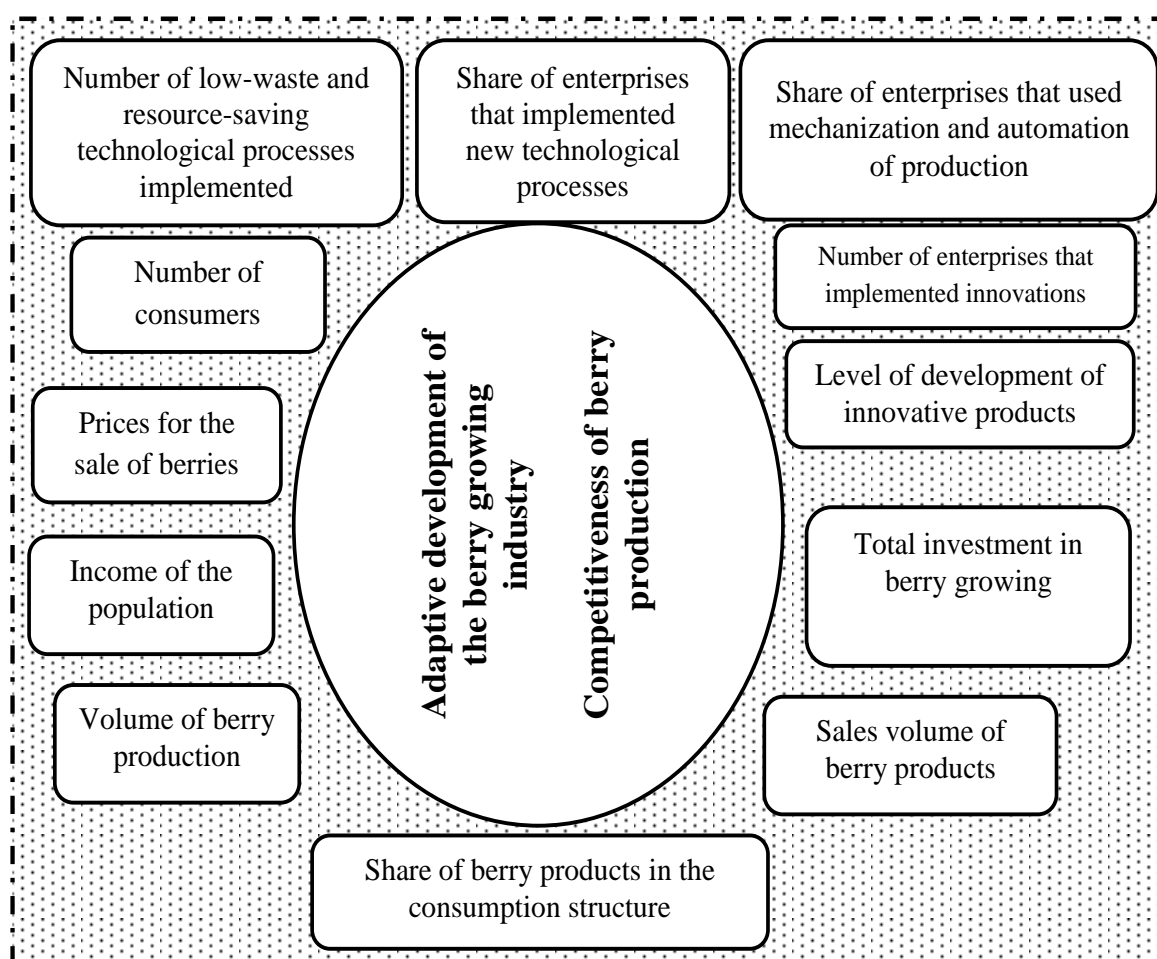 Number of low-waste and
resource-saving
technological processes
implemented
Share of enterprises
that implemented
new technological
processes
Share of enterprises that used
mechanization and automation
of production
Number of
consumers
Number of enterprises that
implemented innovations
Level of development of
innovative products
Prices for the
sale of berries
Adaptive development of
the berry growing
industry
Competitiveness of berry
production
Income of the
population
Total investment in
berry growing
Volume of berry
production
Sales volume of
berry products
Share of berry products in the
consumption structure